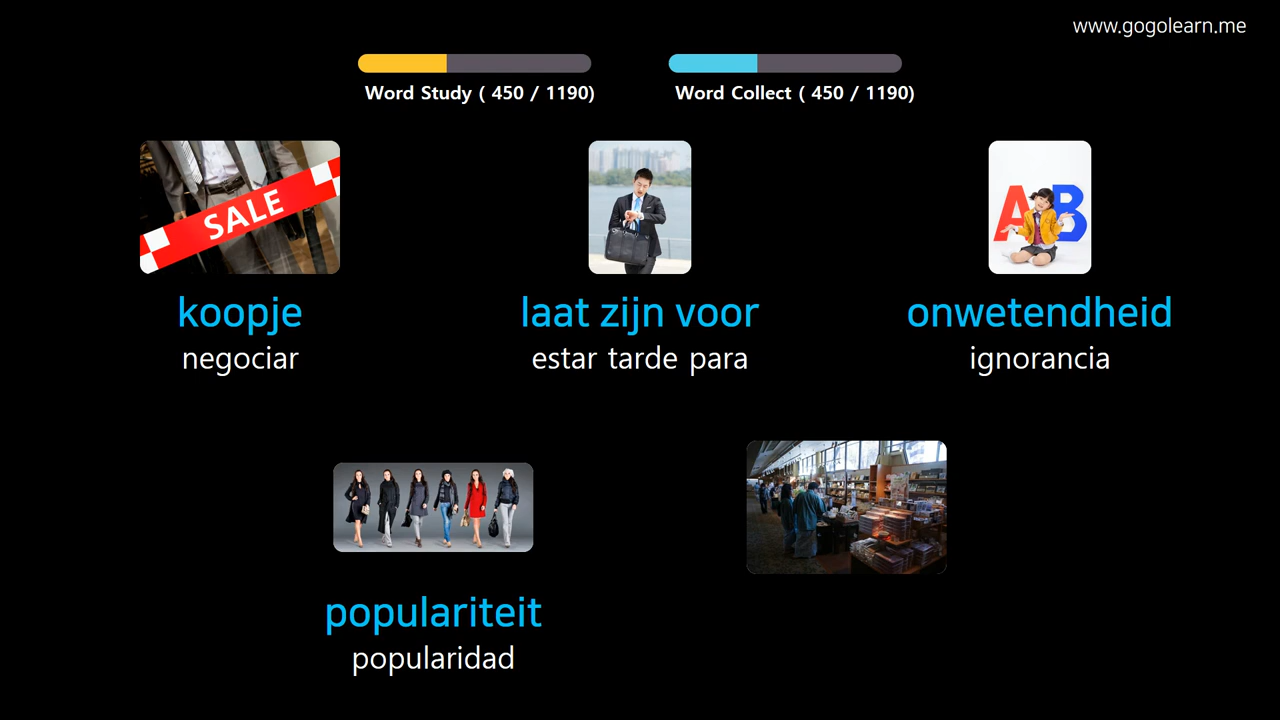 www.gogolearn.me
Word Study ( 450 / 1190)
Word Collect ( 450 / 1190)
SALE
A B
koopje
negociar
laat zijn voor
estar tarde para
onwetendheid
ignorancia
populariteit
popularidad